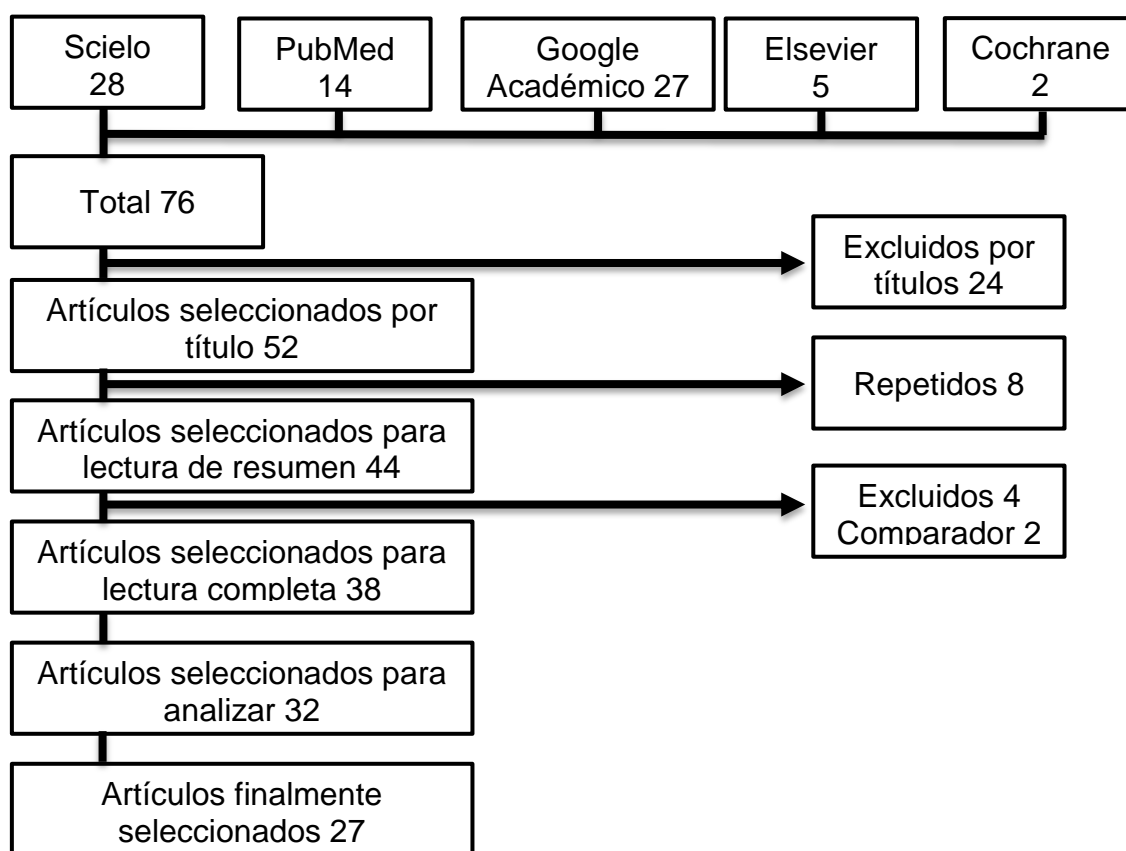 Scielo
28
PubMed
14
Google
Académico 27
Elsevier
5
Cochrane
2
Total 76
Excluidos por
títulos 24
Artículos seleccionados por
título 52
Repetidos 8
Artículos seleccionados para
lectura de resumen 44
Excluidos 4
Comparador 2
Artículos seleccionados para
lectura completa 38
Artículos seleccionados para
analizar 32
Artículos finalmente
seleccionados 27